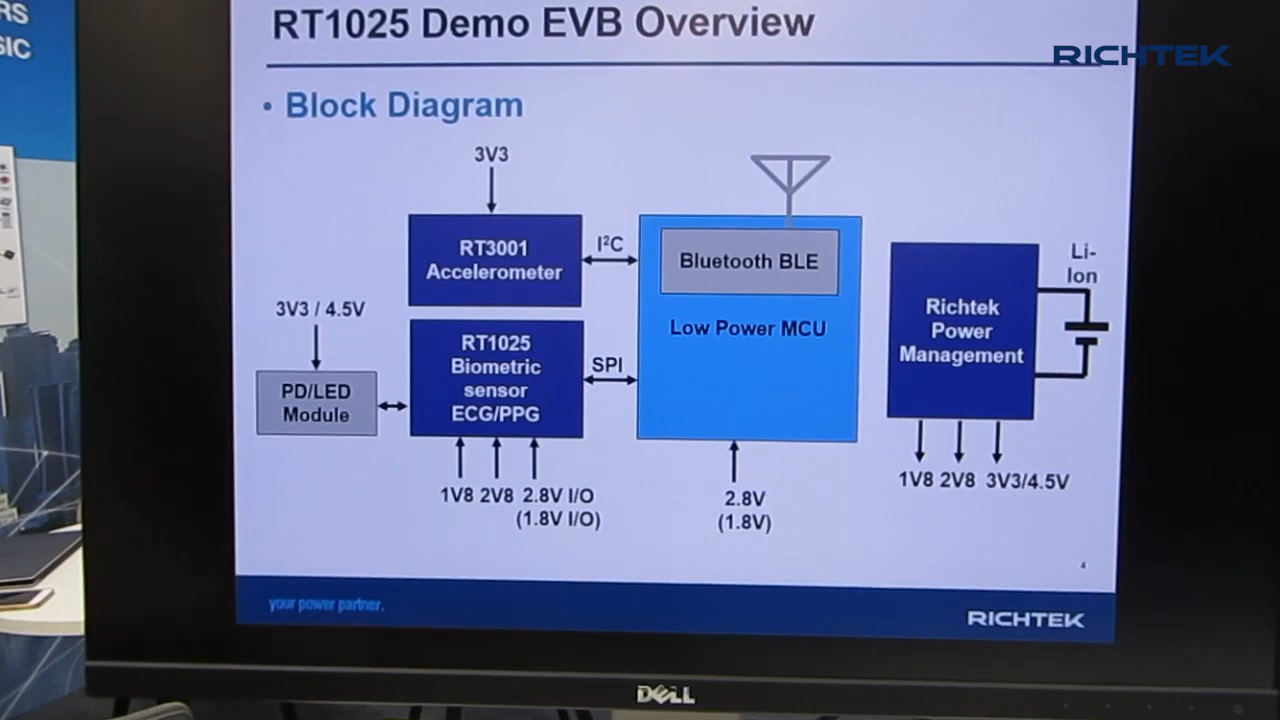 RS
SIC
RT1025 Demo EVB Overview
RICHTEK
• Block Diagram
3V3
RT3001
Accelerometer
I²C
Bluetooth BLE
Low Power MCU
Li-
Ion
Richtek
Power
Management
3V3 / 4.5V
PD/LED
Module
RT1025
Biometric
sensor
ECG/PPG
SPI
1V8 2V8 2.8V I/O
(1.8V I/O)
2.8V
(1.8V)
1V8 2V8 3V3/4.5V
4
your power partner.
RICHTEK
DELL